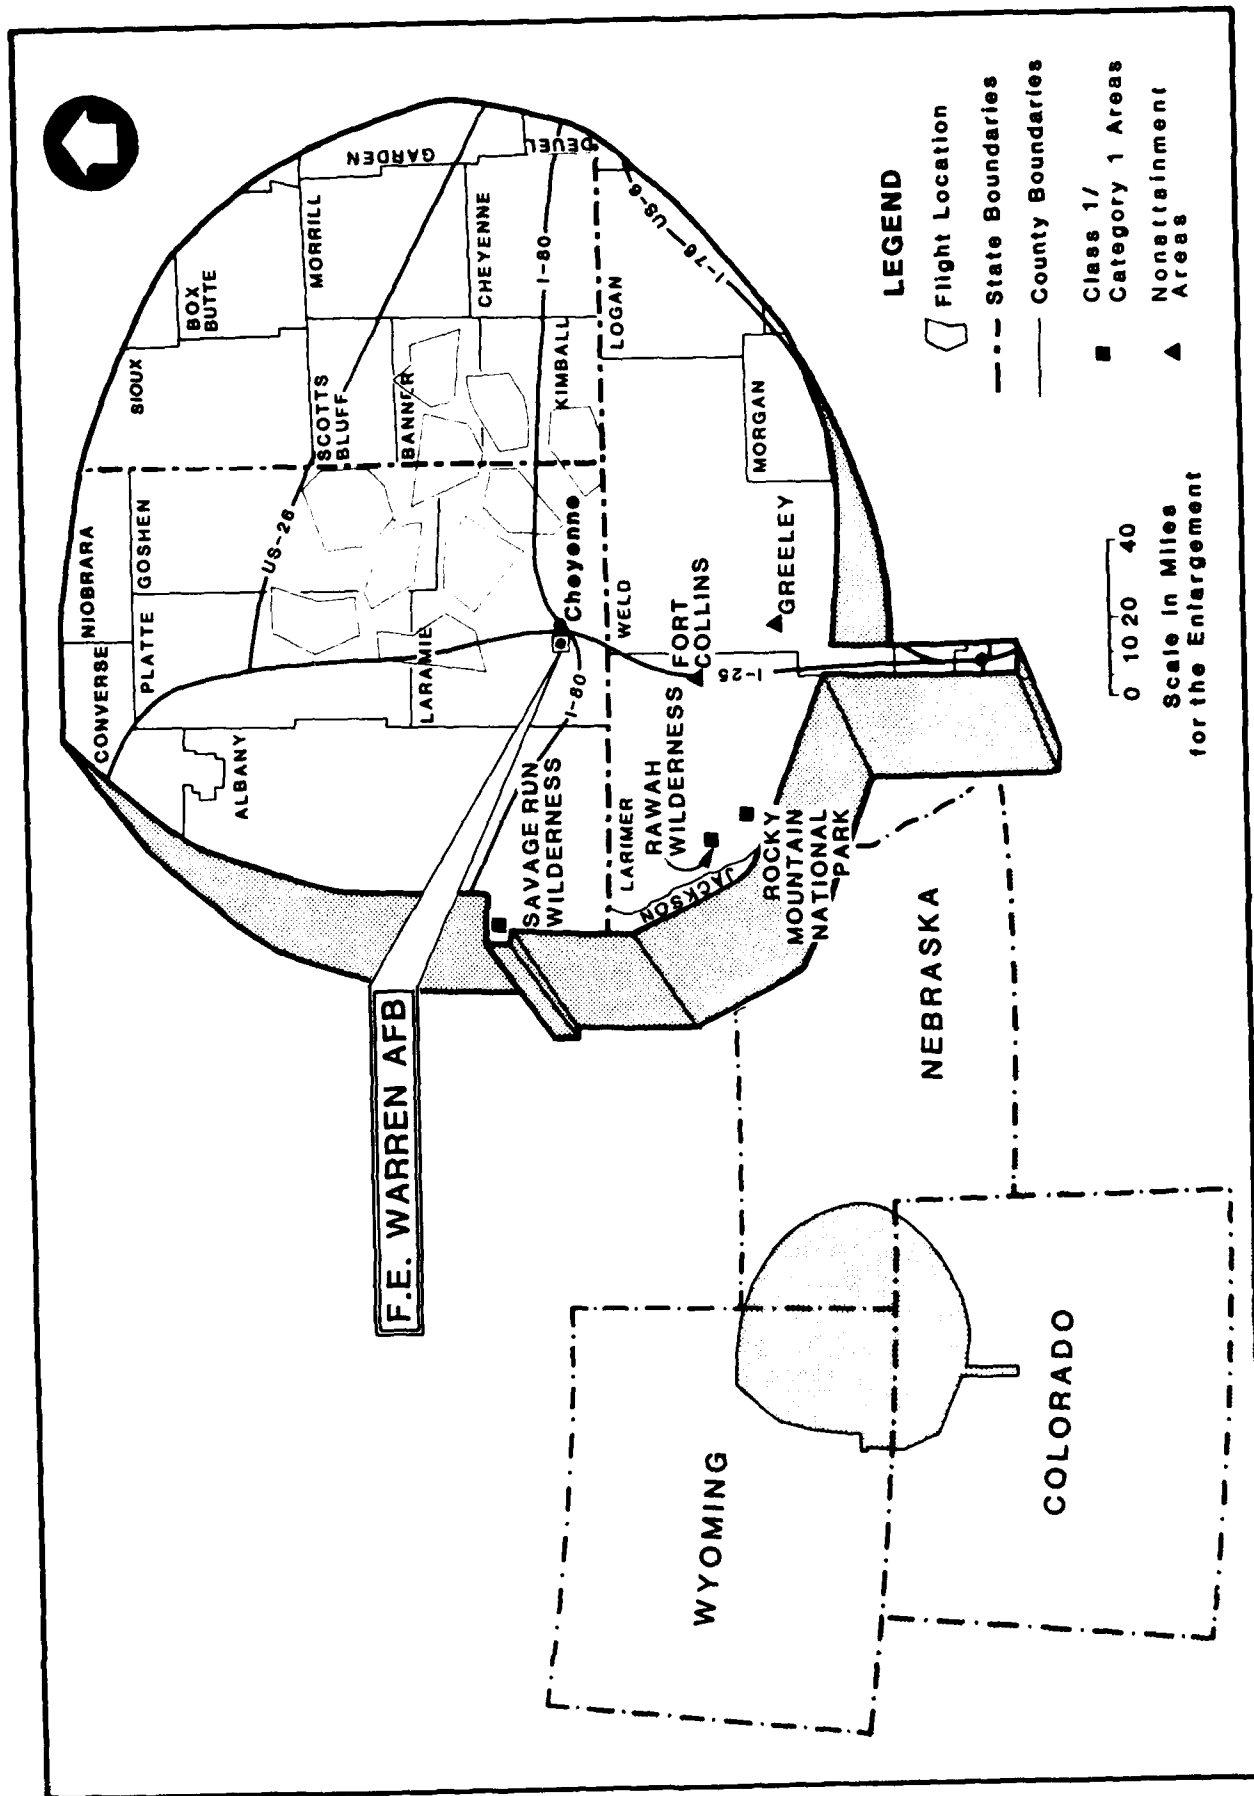 NIOBRARA
CONVERSE
PLATTE
GOSHEN
SIOUX
BOX
BUTTE
ALBANY
US-26
SCOTTS
BLUFF
MORRILL
GARDEN
LARAMIE
BANNER
CHEYENNE
DEUEL
I-80
KIMBALL
Cheyenne
I-80
F.E. WARREN AFB
SAVAGE RUN
WILDERNESS
LARIMER
WELD
LOGAN
US-6
I-76
RAWAH
WILDERNESS
FORT
COLLINS
I-25
JACKSON
MORGAN
GREELEY
ROCKY
MOUNTAIN
NATIONAL
PARK
WYOMING
NEBRASKA
COLORADO
LEGEND
Flight Location
State Boundaries
County Boundaries
Class 1/
Category 1 Areas
Nonattainment
Areas
0 10 20 40
Scale in Miles
for the Enlargement